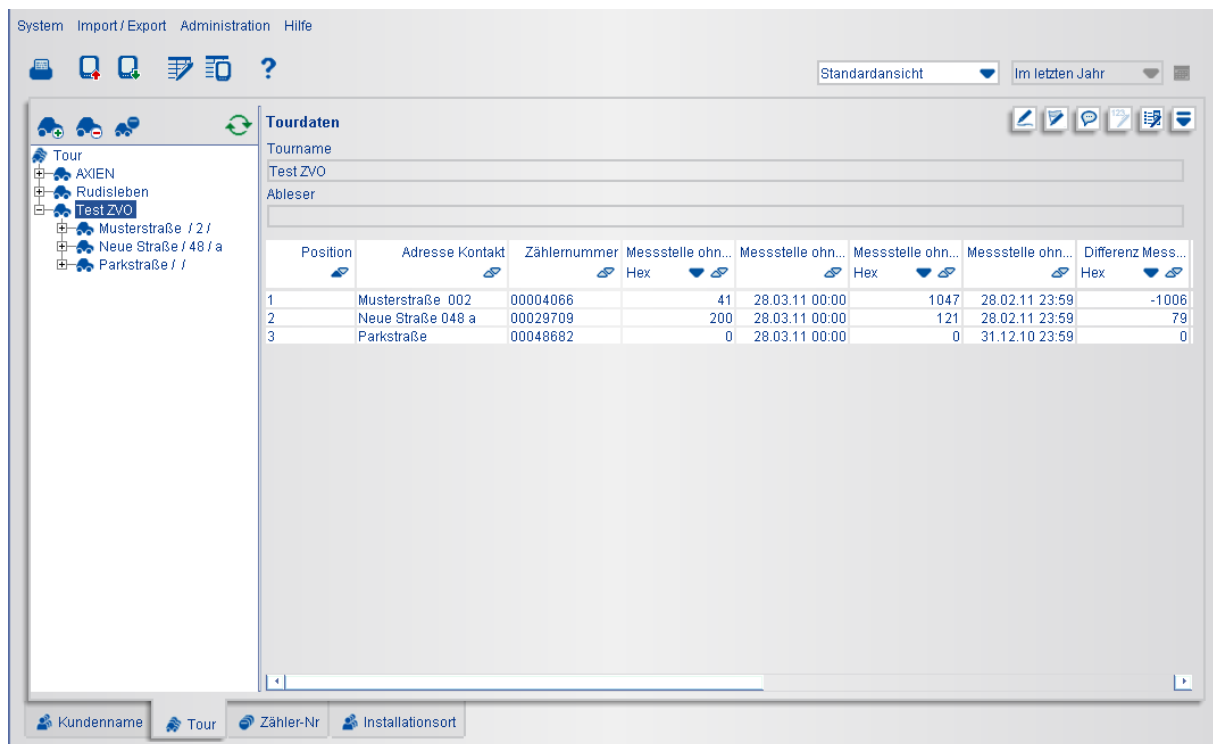 System Import / Export Administration Hilfe
?
Standardansicht Im letzten Jahr
Tourdaten
Tour
AXIEN
Rudisleben
Test ZVO
Musterstraße / 2 /
Neue Straße / 48 / a
Parkstraße / /
Tourname
Test ZVO
Ableser
Position Adresse Kontakt Zählernummer Messstelle ohn... Messstelle ohn... Messstelle ohn... Messstelle ohn... Differenz Mess...
Hex Hex Hex
1 Musterstraße 002 00004066 41 28.03.11 00:00 1047 28.02.11 23:59 -1006
2 Neue Straße 048 a 00029709 200 28.03.11 00:00 121 28.02.11 23:59 79
3 Parkstraße 00048682 0 28.03.11 00:00 0 31.12.10 23:59 0
Kundenname Tour Zähler-Nr Installationsort